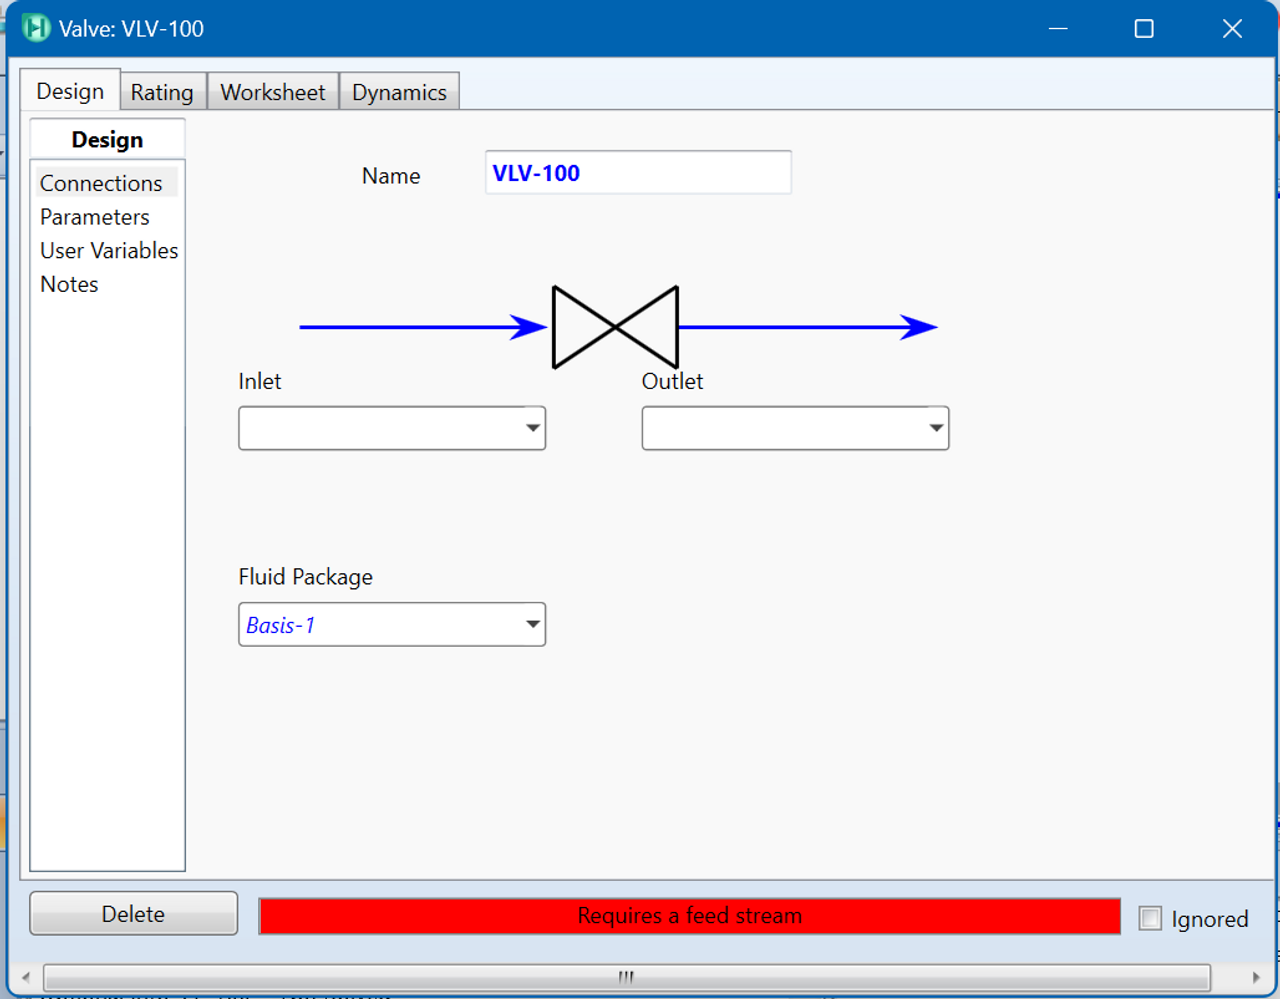 Valve: VLV-100
Design Rating Worksheet Dynamics
Design
Connections
Parameters
User Variables
Notes
Name VLV-100
Inlet Outlet
Fluid Package
Basis-1
Delete Requires a feed stream Ignored